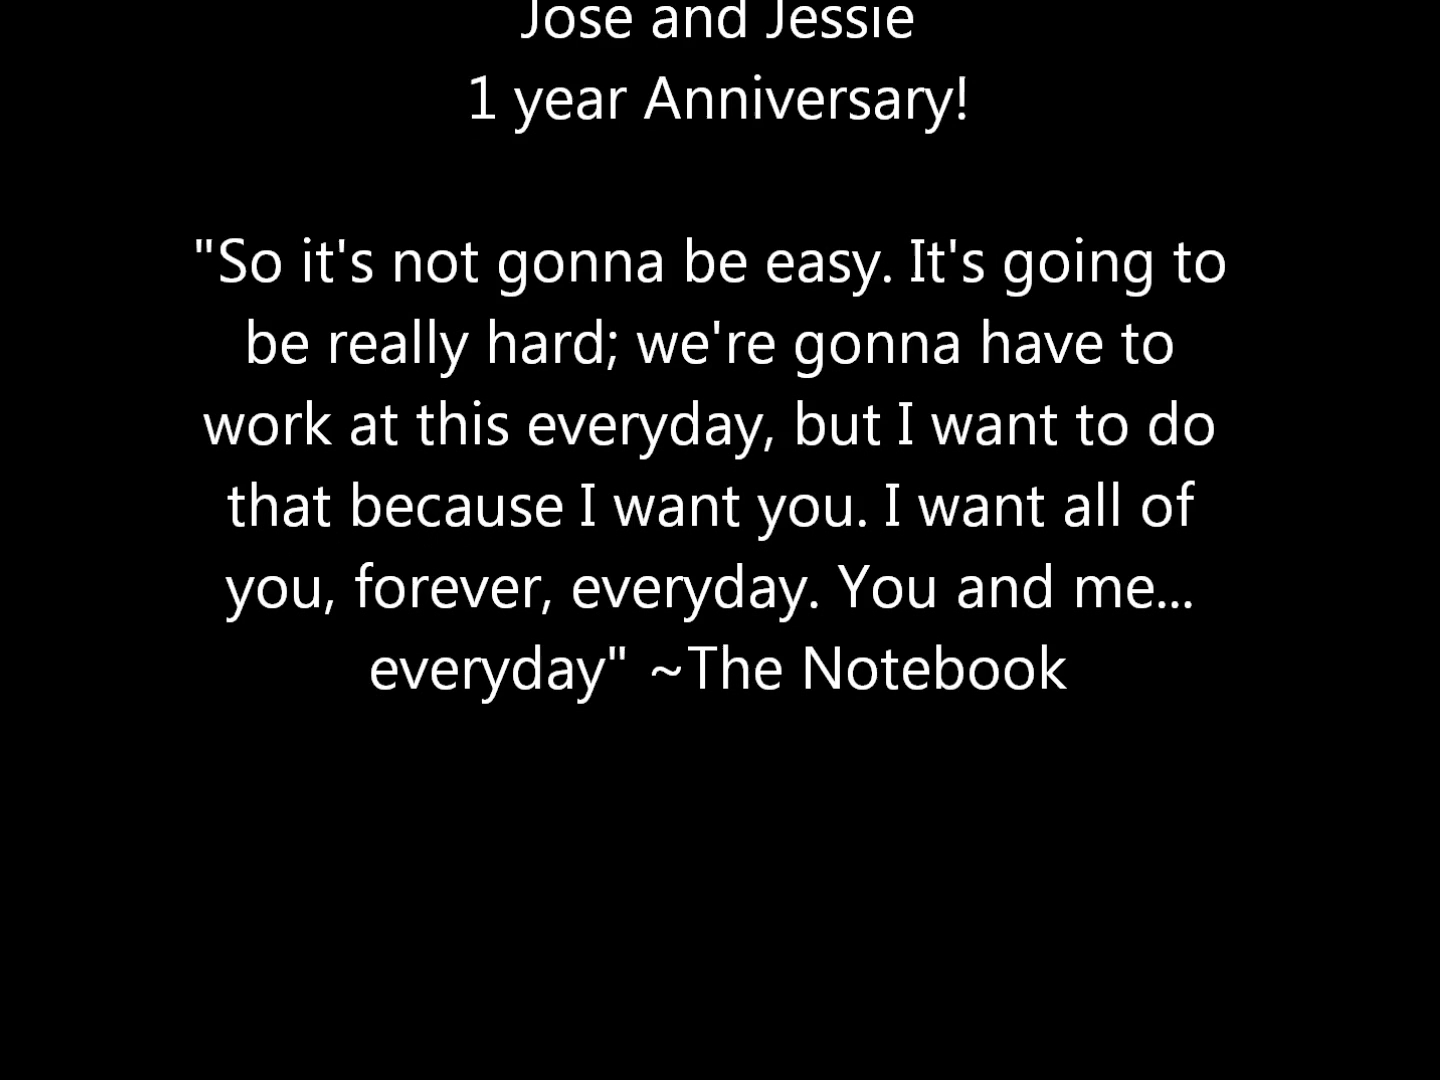 Jose and Jessie
1 year Anniversary!
"So it's not gonna be easy. It's going to
be really hard; we're gonna have to
work at this everyday, but I want to do
that because I want you. I want all of
you, forever, everyday. You and me...
everyday" ~The Notebook